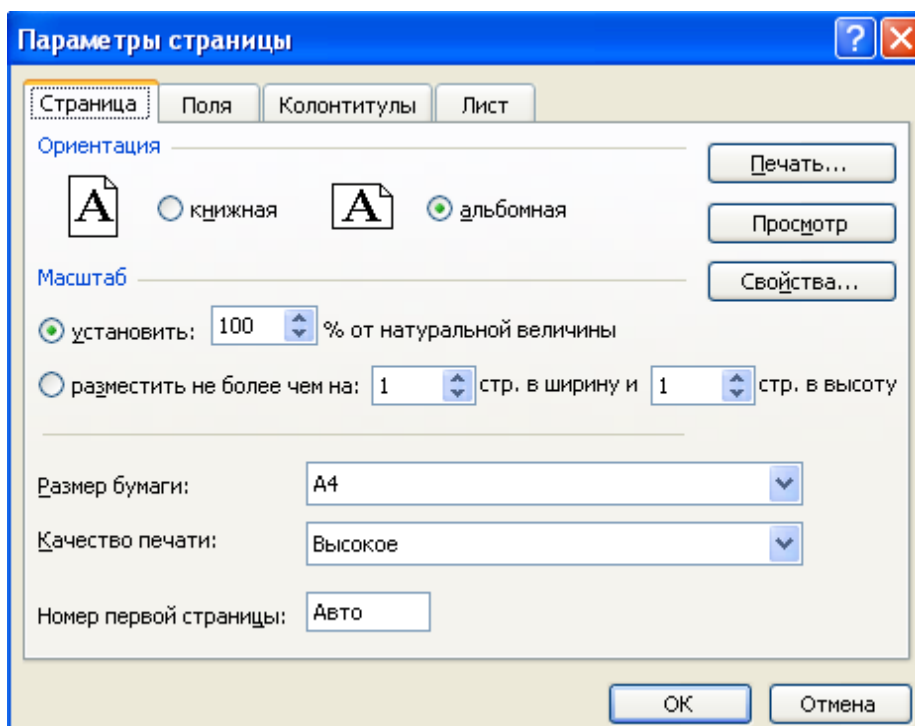 Параметры страницы
?
Страница Поля Колонтитулы Лист
Ориентация
Печать...
A книжная A альбомная
Просмотр
Масштаб
Свойства...
установить: 100 % от натуральной величины
разместить не более чем на: 1 стр. в ширину и 1 стр. в высоту
Размер бумаги: A4
Качество печати: Высокое
Номер первой страницы: Авто
ОК Отмена